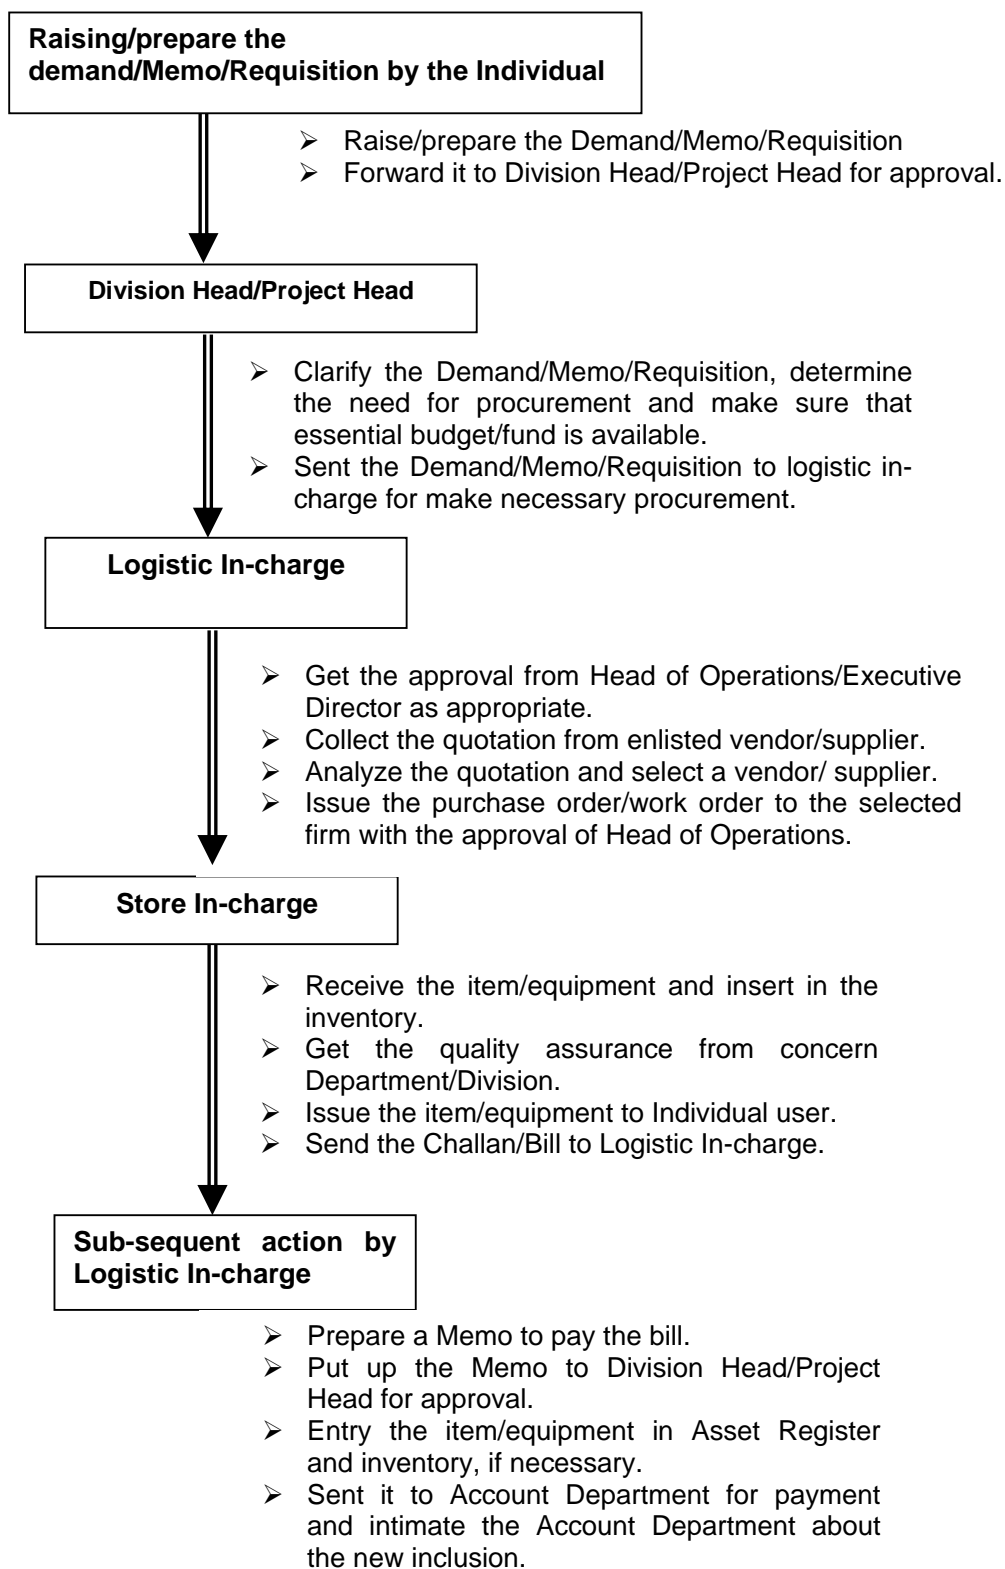 Raising/prepare the
demand/Memo/Requisition by the Individual
➢ Raise/prepare the Demand/Memo/Requisition
➢ Forward it to Division Head/Project Head for approval.
Division Head/Project Head
➢ Clarify the Demand/Memo/Requisition, determine
the need for procurement and make sure that
essential budget/fund is available.
➢ Sent the Demand/Memo/Requisition to logistic in-
charge for make necessary procurement.
Logistic In-charge
➢ Get the approval from Head of Operations/Executive
Director as appropriate.
➢ Collect the quotation from enlisted vendor/supplier.
➢ Analyze the quotation and select a vendor/ supplier.
➢ Issue the purchase order/work order to the selected
firm with the approval of Head of Operations.
Store In-charge
➢ Receive the item/equipment and insert in the
inventory.
➢ Get the quality assurance from concern
Department/Division.
➢ Issue the item/equipment to Individual user.
➢ Send the Challan/Bill to Logistic In-charge.
Sub-sequent action by
Logistic In-charge
➢ Prepare a Memo to pay the bill.
➢ Put up the Memo to Division Head/Project
Head for approval.
➢ Entry the item/equipment in Asset Register
and inventory, if necessary.
➢ Sent it to Account Department for payment
and intimate the Account Department about
the new inclusion.